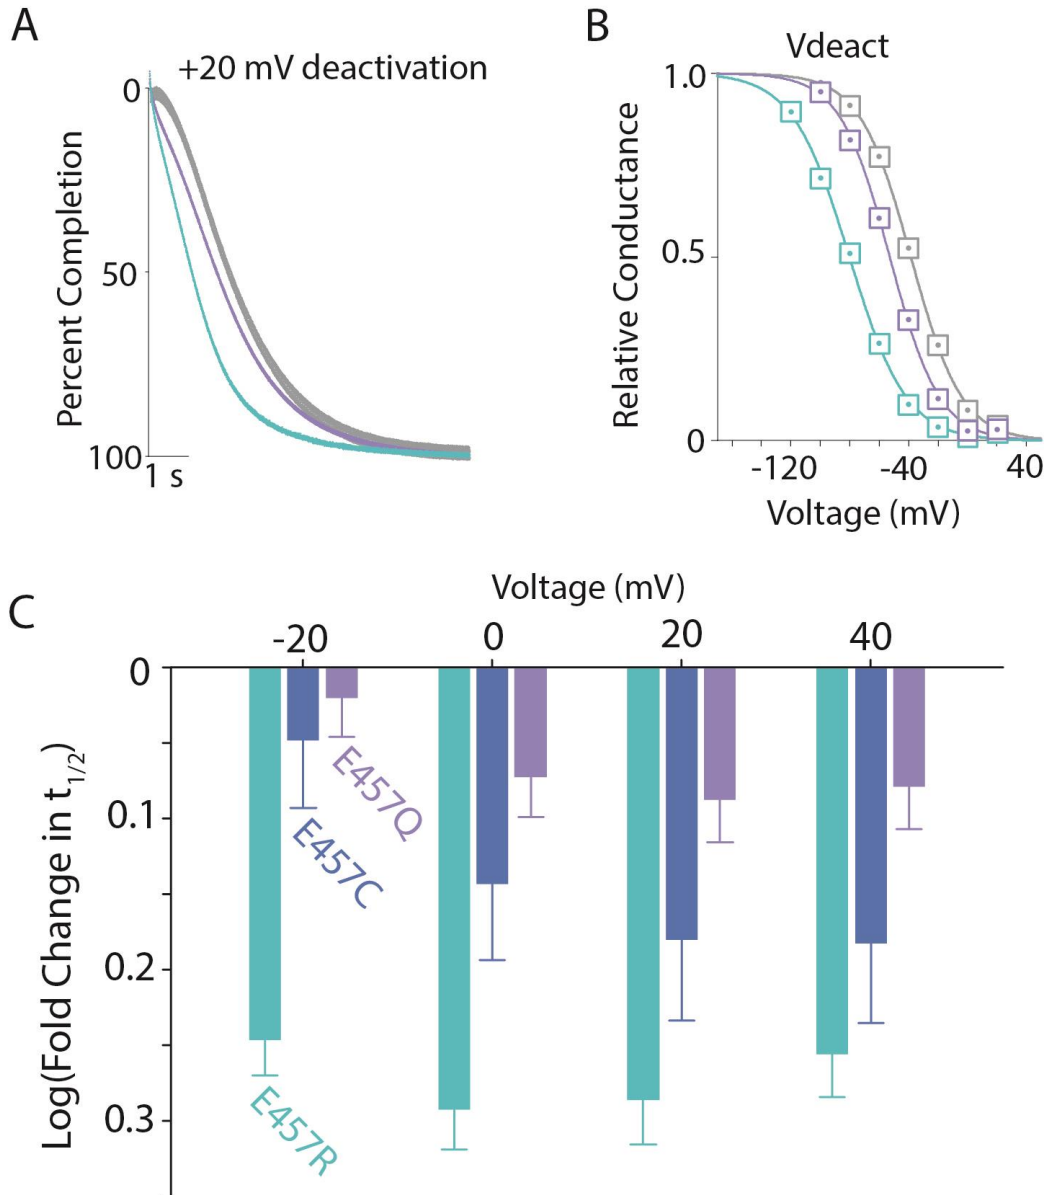 A
+20 mV deactivation
Percent Completion
0
50
100
1 s
B
Vdeact
Relative Conductance
1.0
0.5
0
-120
-40
40
Voltage (mV)
C
Voltage (mV)
-20
0
20
40
Log(Fold Change in t1/2)
0
0.1
0.2
0.3
E457Q
E457C
E457R